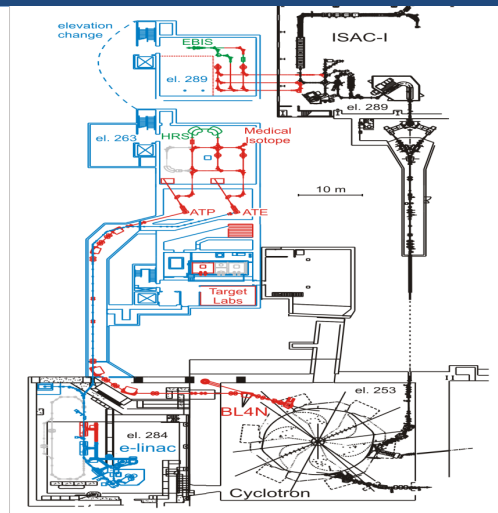 elevation
change
EBIS
ISAC-I
el. 289
el. 289
el. 263
HRS
Medical
Isotope
10 m
ATP
ATE
Target
Labs
el. 253
BL4N
el. 284
e-linac
Cyclotron